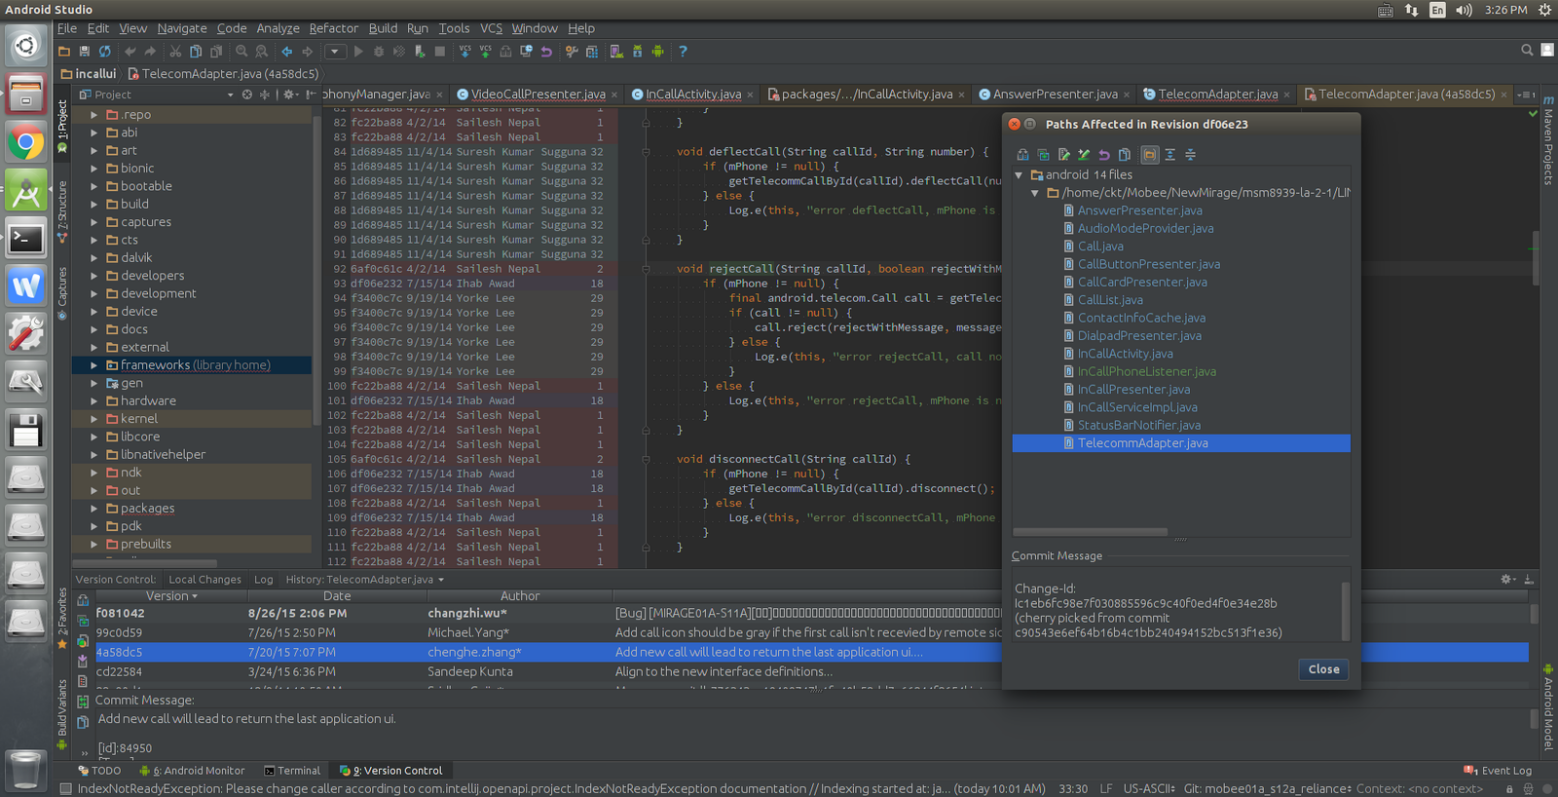 Android Studio
En
3:26 PM
File Edit View Navigate Code Analyze Refactor Build Run Tools VCS Window Help
incallui TelecomAdapter.java (4a58dc5)
Project
phonyManager.java VideoCallPresenter.java InCallActivity.java packages/.../InCallActivity.java AnswerPresenter.java TelecomAdapter.java TelecomAdapter.java (4a58dc5)
1: Project
7: Structure
Captures
2: Favorites
Build Variants
.repo
abi
art
bionic
bootable
build
captures
cts
dalvik
developers
development
device
docs
external
frameworks (library home)
gen
hardware
kernel
libcore
libnativehelper
ndk
out
packages
pdk
prebuilts
81 fc22ba88 4/2/14 Sailesh Nepal 1 }
82 fc22ba88 4/2/14 Sailesh Nepal 1 }
83 fc22ba88 4/2/14 Sailesh Nepal 1
84 1d689485 11/4/14 Suresh Kumar Sugguna 32 void deflectCall(String callId, String number) {
85 1d689485 11/4/14 Suresh Kumar Sugguna 32 if (mPhone != null) {
86 1d689485 11/4/14 Suresh Kumar Sugguna 32 getTelecommCallById(callId).deflectCall(nu
87 1d689485 11/4/14 Suresh Kumar Sugguna 32 } else {
88 1d689485 11/4/14 Suresh Kumar Sugguna 32 Log.e(this, "error deflectCall, mPhone is
89 1d689485 11/4/14 Suresh Kumar Sugguna 32 }
90 1d689485 11/4/14 Suresh Kumar Sugguna 32 }
91 1d689485 11/4/14 Suresh Kumar Sugguna 32
92 6af0c61c 4/2/14 Sailesh Nepal 2 void rejectCall(String callId, boolean rejectWithM
93 df06e232 7/15/14 Ihab Awad 18 if (mPhone != null) {
94 f3400c7c 9/19/14 Yorke Lee 29 final android.telecom.Call call = getTelec
95 f3400c7c 9/19/14 Yorke Lee 29 if (call != null) {
96 f3400c7c 9/19/14 Yorke Lee 29 call.reject(rejectWithMessage, message
97 f3400c7c 9/19/14 Yorke Lee 29 } else {
98 f3400c7c 9/19/14 Yorke Lee 29 Log.e(this, "error rejectCall, call no
99 f3400c7c 9/19/14 Yorke Lee 29 }
100 fc22ba88 4/2/14 Sailesh Nepal 1 } else {
101 df06e232 7/15/14 Ihab Awad 18 Log.e(this, "error rejectCall, mPhone is n
102 fc22ba88 4/2/14 Sailesh Nepal 1 }
103 fc22ba88 4/2/14 Sailesh Nepal 1 }
104 fc22ba88 4/2/14 Sailesh Nepal 1
105 6af0c61c 4/2/14 Sailesh Nepal 2 void disconnectCall(String callId) {
106 df06e232 7/15/14 Ihab Awad 18 if (mPhone != null) {
107 df06e232 7/15/14 Ihab Awad 18 getTelecommCallById(callId).disconnect();
108 fc22ba88 4/2/14 Sailesh Nepal 1 } else {
109 df06e232 7/15/14 Ihab Awad 18 Log.e(this, "error disconnectCall, mPhone
110 fc22ba88 4/2/14 Sailesh Nepal 1 }
111 fc22ba88 4/2/14 Sailesh Nepal 1 }
112 fc22ba88 4/2/14 Sailesh Nepal 1
Paths Affected in Revision df06e23
android 14 files
/home/ckt/Mobee/NewMirage/msm8939-la-2-1/LI
AnswerPresenter.java
AudioModeProvider.java
Call.java
CallButtonPresenter.java
CallCardPresenter.java
CallList.java
ContactInfoCache.java
DialpadPresenter.java
InCallActivity.java
InCallPhoneListener.java
InCallPresenter.java
InCallServiceImpl.java
StatusBarNotifier.java
TelecommAdapter.java
Commit Message
Change-Id:
Ic1eb6fc98e7f030885596c9c40f0ed4f0e34e28b
(cherry picked from commit
c90543e6ef64b16b4c1bb240494152bc513f1e36)
Close
Maven Projects
Android Model
Version Control: Local Changes Log History: TelecomAdapter.java
Version Date Author
f081042 8/26/15 2:06 PM changzhi.wu* [Bug] [MIRAGE01A-S11A]
99c0d59 7/26/15 2:50 PM Michael.Yang* Add call icon should be gray if the first call isn't recevied by remote sid
4a58dc5 7/20/15 7:07 PM chenghe.zhang* Add new call will lead to return the last application ui....
cd22584 3/24/15 6:36 PM Sandeep Kunta Align to the new interface definitions...
Commit Message:
Add new call will lead to return the last application ui.
[id]:84950
TODO 6: Android Monitor Terminal 9: Version Control
1 Event Log
IndexNotReadyException: Please change caller according to com.intellij.openapi.project.IndexNotReadyException documentation // Indexing started at: ja... (today 10:01 AM) 33:30 LF US-ASCII Git: mobee01a_s12a_reliance Context: <no context>